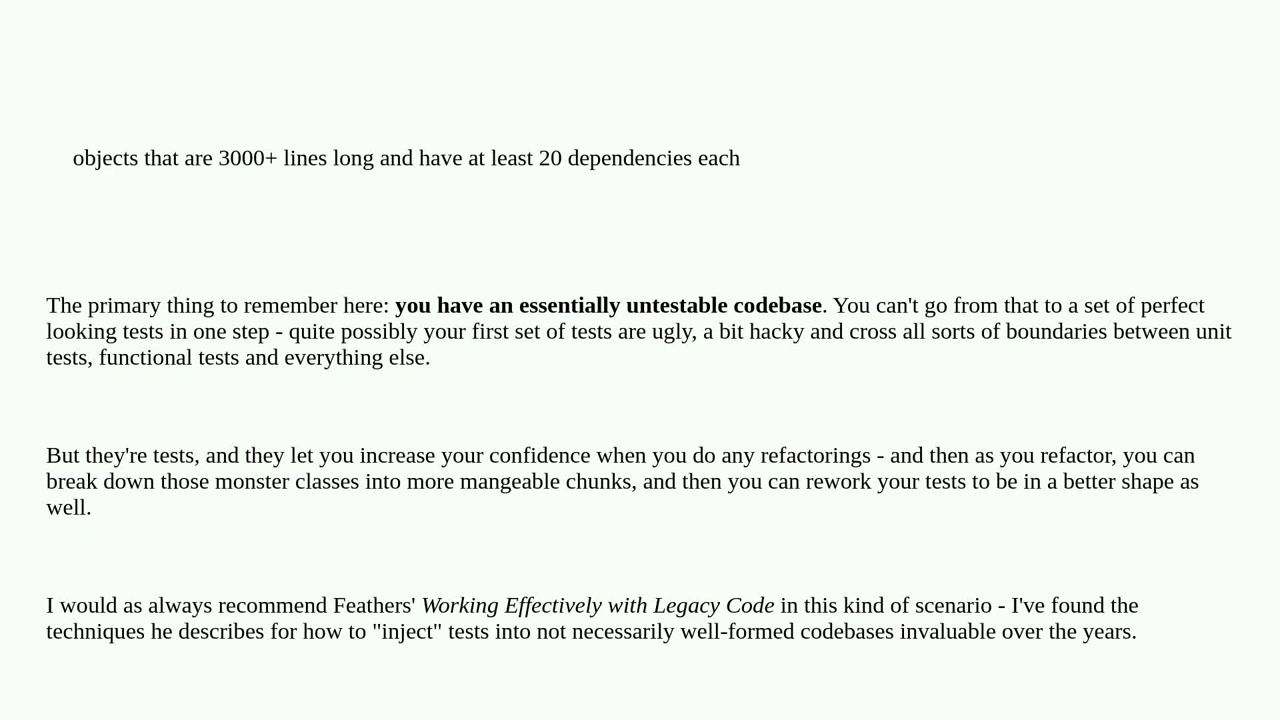 objects that are 3000+ lines long and have at least 20 dependencies each
The primary thing to remember here: you have an essentially untestable codebase. You can't go from that to a set of perfect
looking tests in one step - quite possibly your first set of tests are ugly, a bit hacky and cross all sorts of boundaries between unit
tests, functional tests and everything else.
But they're tests, and they let you increase your confidence when you do any refactorings - and then as you refactor, you can
break down those monster classes into more mangeable chunks, and then you can rework your tests to be in a better shape as
well.
I would as always recommend Feathers' Working Effectively with Legacy Code in this kind of scenario - I've found the
techniques he describes for how to "inject" tests into not necessarily well-formed codebases invaluable over the years.